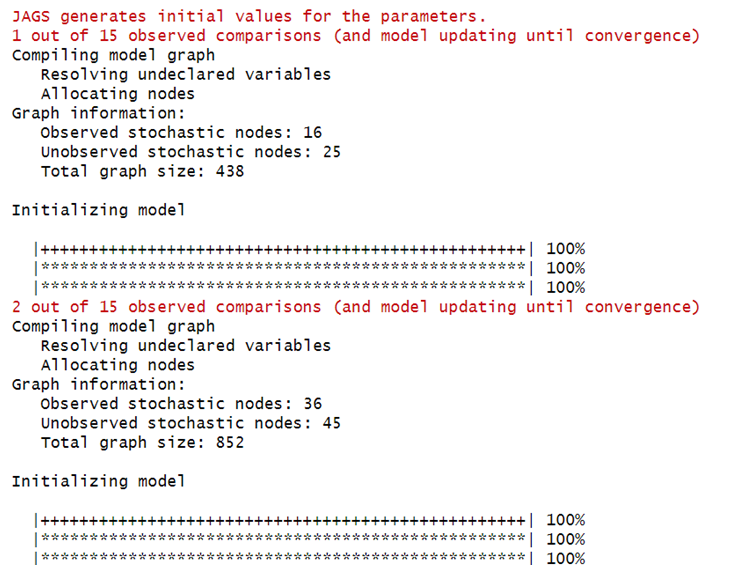 JAGS generates initial values for the parameters.
1 out of 15 observed comparisons (and model updating until convergence)
Compiling model graph
   Resolving undeclared variables
   Allocating nodes
Graph information:
   Observed stochastic nodes: 16
   Unobserved stochastic nodes: 25
   Total graph size: 438
Initializing model
  |++++++++++++++++++++++++++++++++++++++++++++++++++| 100%
  |**************************************************| 100%
  |**************************************************| 100%
2 out of 15 observed comparisons (and model updating until convergence)
Compiling model graph
   Resolving undeclared variables
   Allocating nodes
Graph information:
   Observed stochastic nodes: 36
   Unobserved stochastic nodes: 45
   Total graph size: 852
Initializing model
  |++++++++++++++++++++++++++++++++++++++++++++++++++| 100%
  |**************************************************| 100%
  |**************************************************| 100%